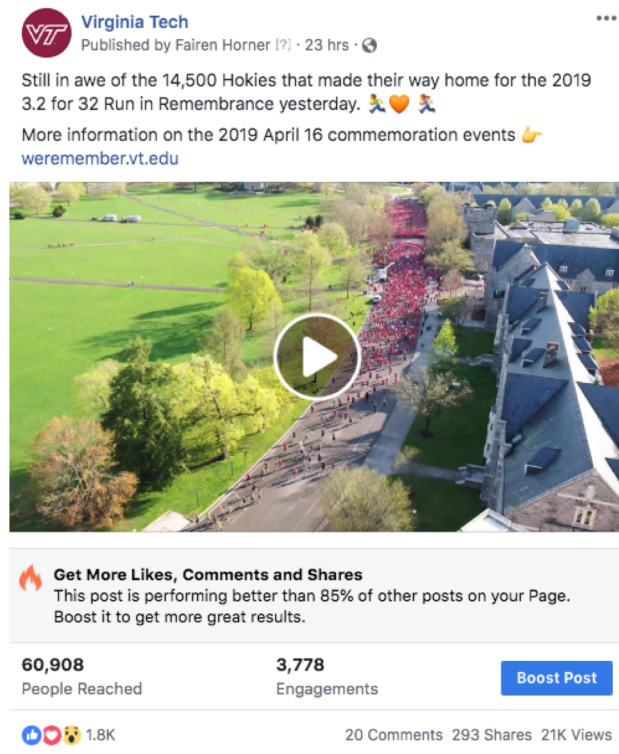 VT
Virginia Tech
•••
Published by Fairen Horner [?] · 23 hrs ·
Still in awe of the 14,500 Hokies that made their way home for the 2019
3.2 for 32 Run in Remembrance yesterday. 🏃‍♂️🧡🏃‍♀️
More information on the 2019 April 16 commemoration events 👉
weremember.vt.edu
Get More Likes, Comments and Shares
This post is performing better than 85% of other posts on your Page.
Boost it to get more great results.
60,908
People Reached
3,778
Engagements
Boost Post
1.8K
20 Comments 293 Shares 21K Views